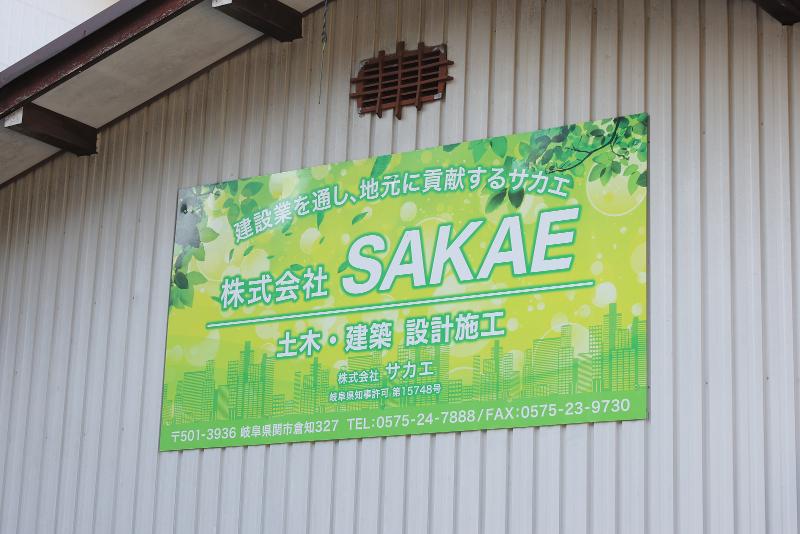 建設業を通し、地元に貢献するサカエ
株式会社 SAKAE
土木・建築 設計施工
株式会社 サカエ
岐阜県知事許可 第15748号
〒501-3936 岐阜県関市倉知327 TEL:0575-24-7888/FAX:0575-23-9730